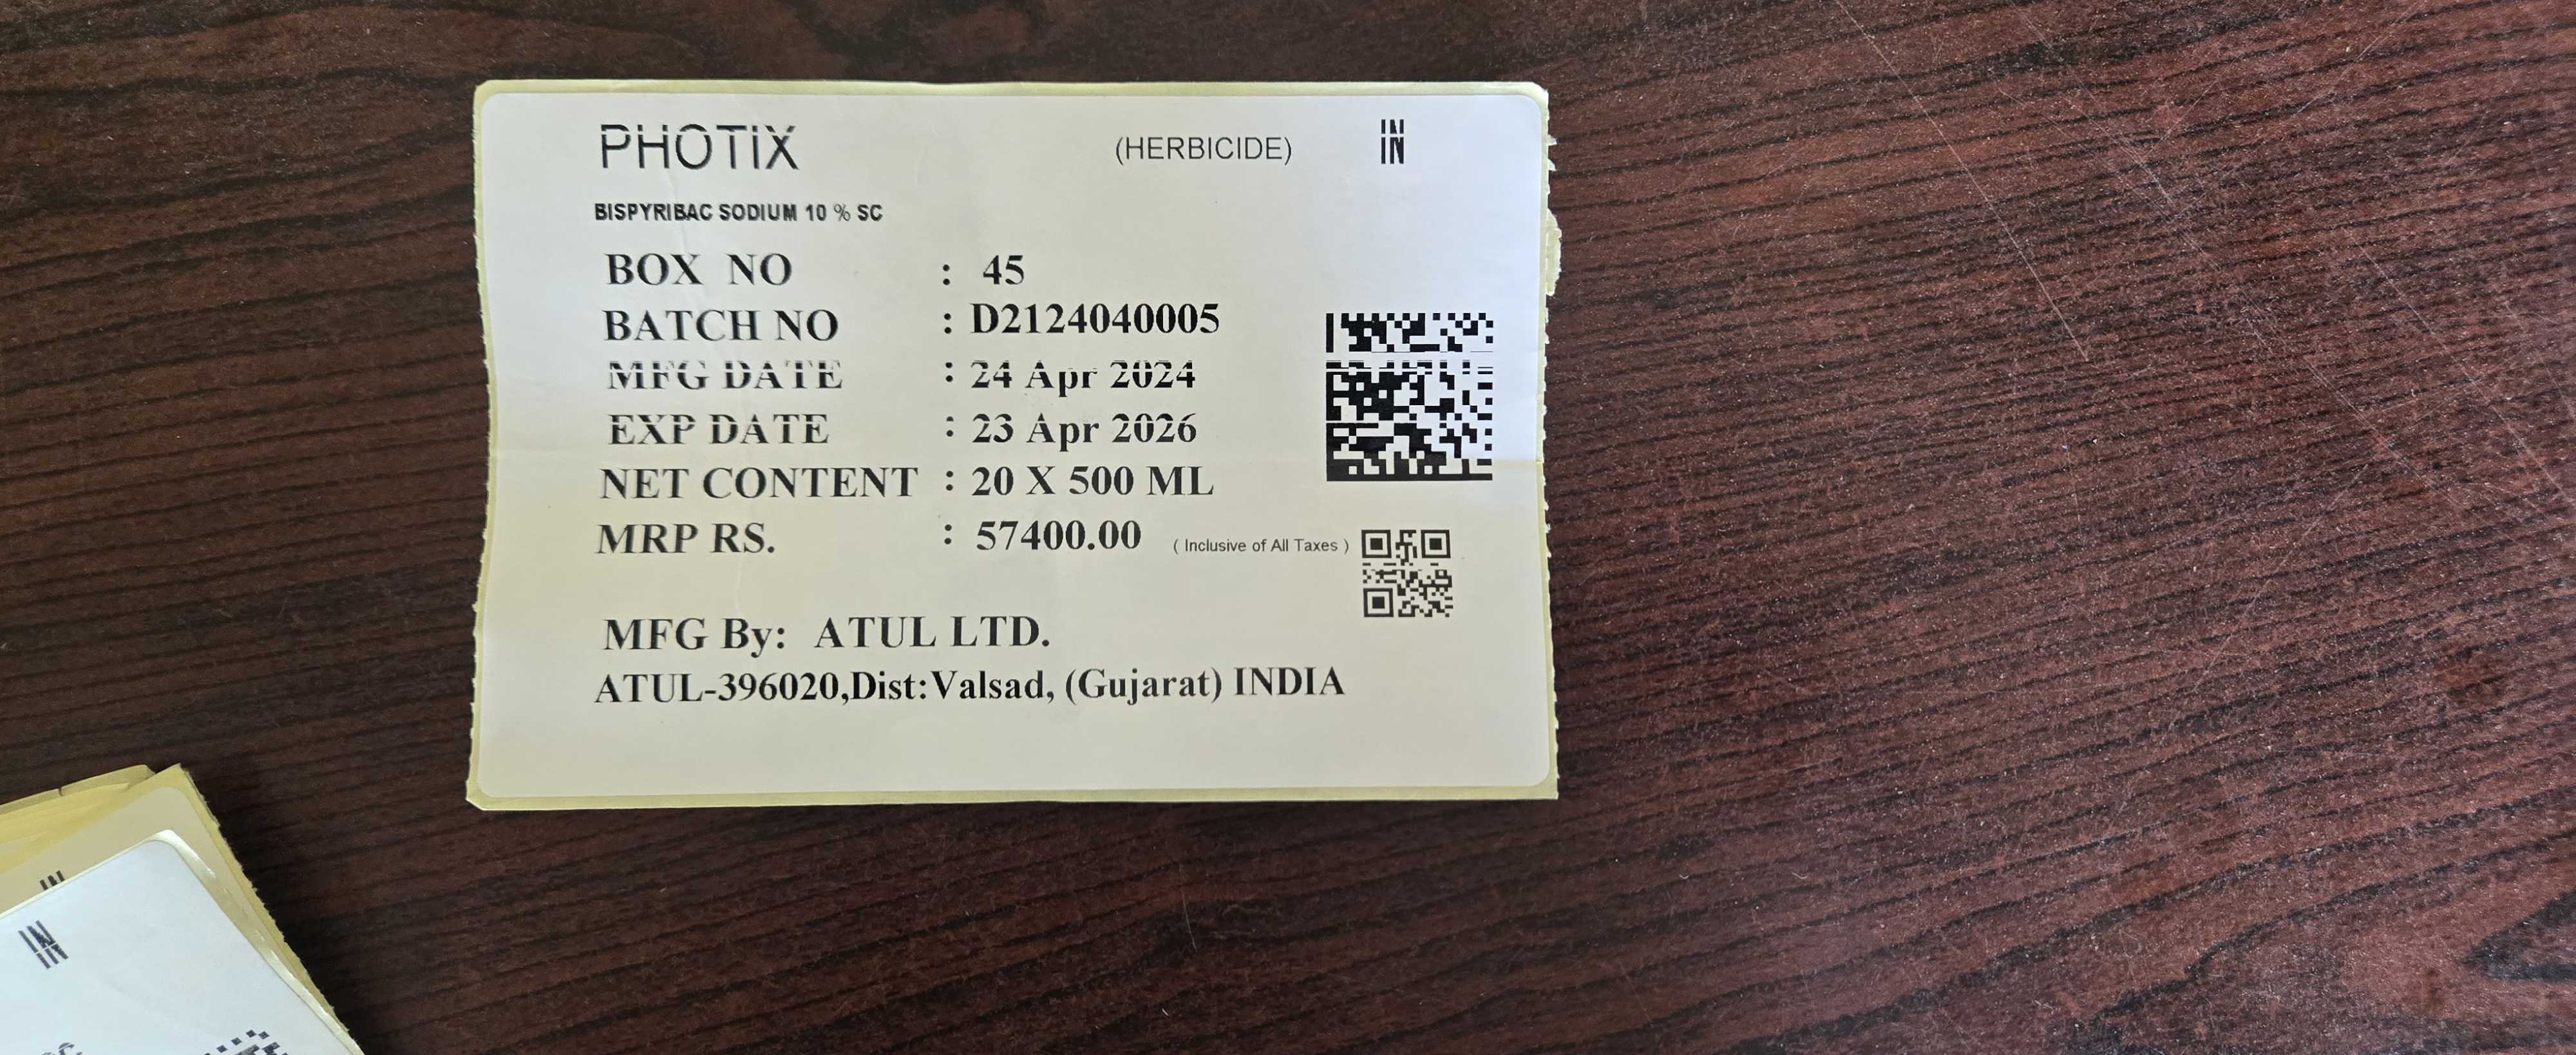 PHOTIX (HERBICIDE) IN
BISPYRIBAC SODIUM 10 % SC
BOX NO : 45
BATCH NO : D2124040005
MFG DATE : 24 Apr 2024
EXP DATE : 23 Apr 2026
NET CONTENT : 20 X 500 ML
MRP RS. : 57400.00 ( Inclusive of All Taxes )
MFG By: ATUL LTD.
ATUL-396020,Dist:Valsad, (Gujarat) INDIA
IN
IN